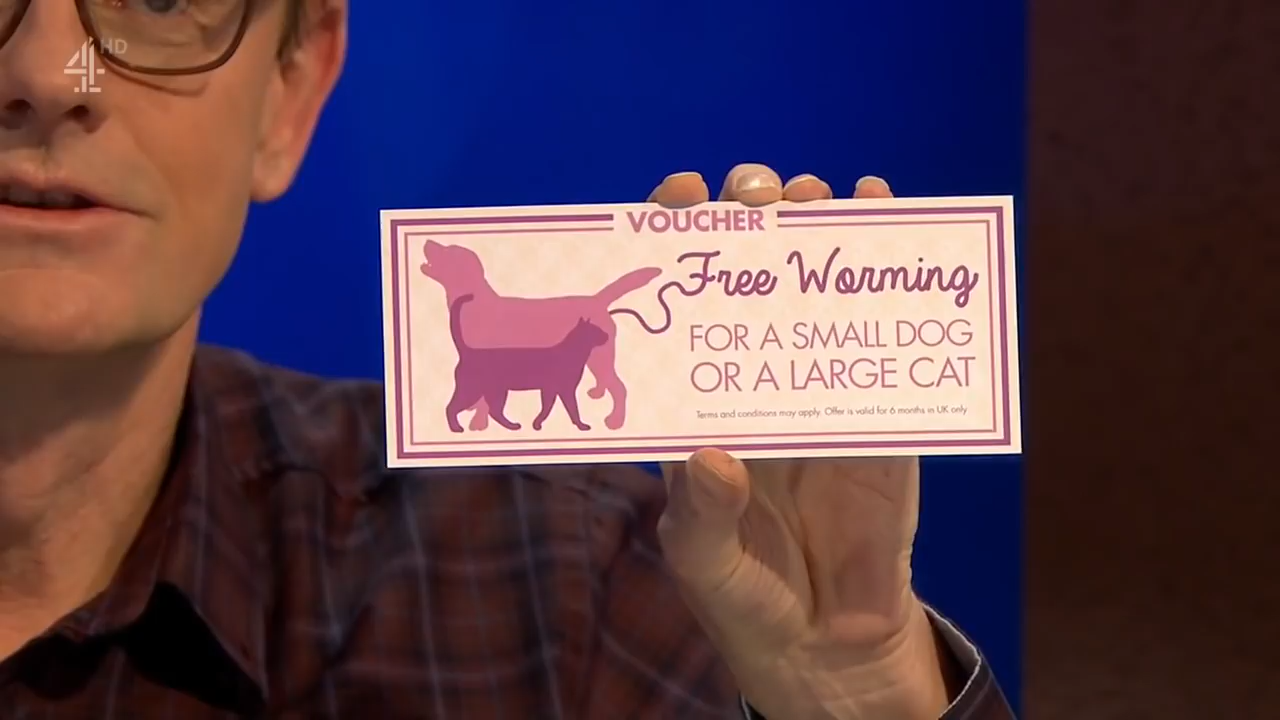 4 HD
VOUCHER
Free Worming
FOR A SMALL DOG
OR A LARGE CAT
Terms and conditions may apply. Offer is valid for 6 months in UK only